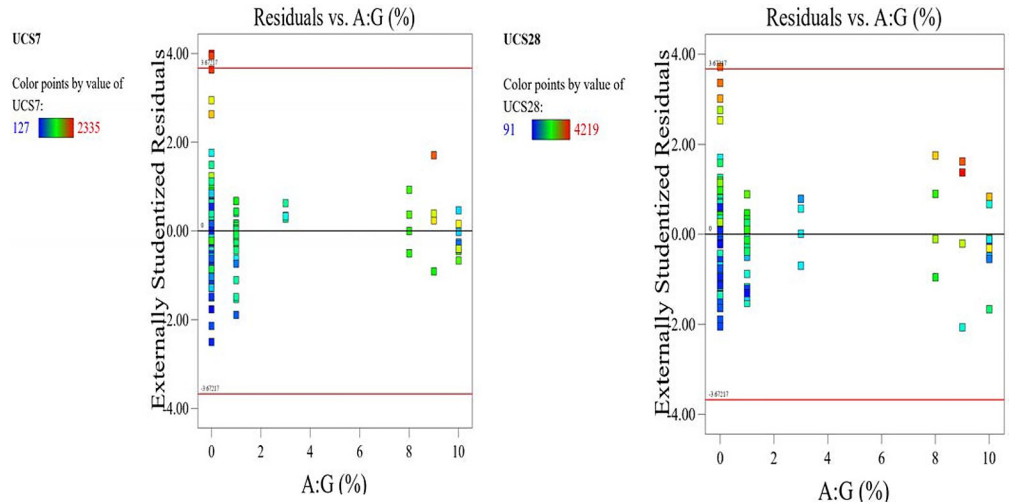 Residuals vs. A:G (%)
UCS7
Color points by value of
UCS7:
127 2335
Externally Studentized Residuals
4.00
2.00
0.00
-2.00
-4.00
3.67217
0
-3.67217
0 2 4 6 8 10
A:G (%)
Residuals vs. A:G (%)
UCS28
Color points by value of
UCS28:
91 4219
Externally Studentized Residuals
4.00
2.00
0.00
-2.00
-4.00
3.67217
0
-3.67217
0 2 4 6 8 10
A:G (%)